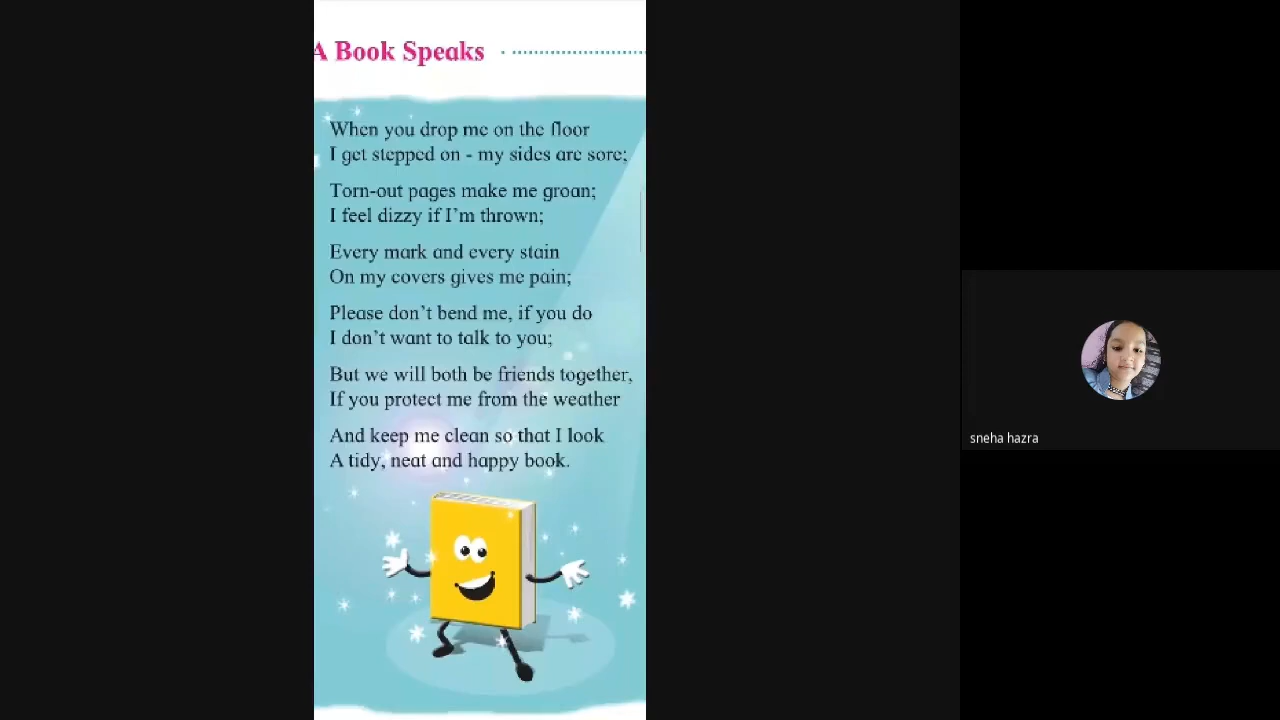 A Book Speaks
When you drop me on the floor
I get stepped on - my sides are sore;
Torn-out pages make me groan;
I feel dizzy if I'm thrown;
Every mark and every stain
On my covers gives me pain;
Please don't bend me, if you do
I don't want to talk to you;
But we will both be friends together,
If you protect me from the weather
And keep me clean so that I look
A tidy, neat and happy book.
sneha hazra